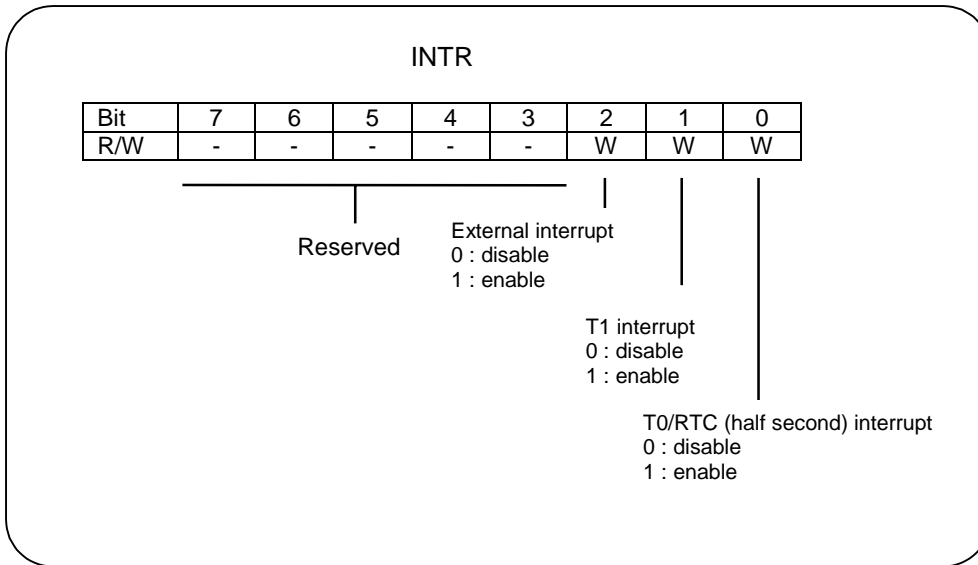 INTR
Bit 7 6 5 4 3 2 1 0
R/W - - - - - W W W
Reserved
External interrupt
0 : disable
1 : enable
T1 interrupt
0 : disable
1 : enable
T0/RTC (half second) interrupt
0 : disable
1 : enable